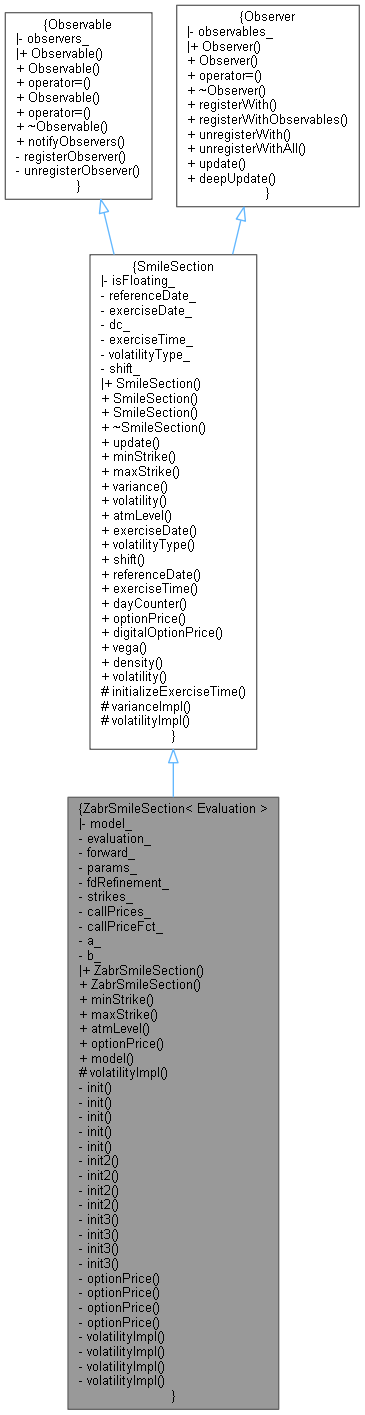 {Observable
|- observers_
|+ Observable()
+ Observable()
+ operator=()
+ Observable()
+ operator=()
+ ~Observable()
+ notifyObservers()
- registerObserver()
- unregisterObserver()
}
{Observer
|- observables_
|+ Observer()
+ Observer()
+ operator=()
+ ~Observer()
+ registerWith()
+ registerWithObservables()
+ unregisterWith()
+ unregisterWithAll()
+ update()
+ deepUpdate()
}
{SmileSection
|- isFloating_
- referenceDate_
- exerciseDate_
- dc_
- exerciseTime_
- volatilityType_
- shift_
|+ SmileSection()
+ SmileSection()
+ SmileSection()
+ ~SmileSection()
+ update()
+ minStrike()
+ maxStrike()
+ variance()
+ volatility()
+ atmLevel()
+ exerciseDate()
+ volatilityType()
+ shift()
+ referenceDate()
+ exerciseTime()
+ dayCounter()
+ optionPrice()
+ digitalOptionPrice()
+ vega()
+ density()
+ volatility()
# initializeExerciseTime()
# varianceImpl()
# volatilityImpl()
}
{ZabrSmileSection< Evaluation >
|- model_
- evaluation_
- forward_
- params_
- fdRefinement_
- strikes_
- callPrices_
- callPriceFct_
- a_
- b_
|+ ZabrSmileSection()
+ ZabrSmileSection()
+ minStrike()
+ maxStrike()
+ atmLevel()
+ optionPrice()
+ model()
# volatilityImpl()
- init()
- init()
- init()
- init()
- init()
- init2()
- init2()
- init2()
- init2()
- init3()
- init3()
- init3()
- init3()
- optionPrice()
- optionPrice()
- optionPrice()
- optionPrice()
- volatilityImpl()
- volatilityImpl()
- volatilityImpl()
- volatilityImpl()
}